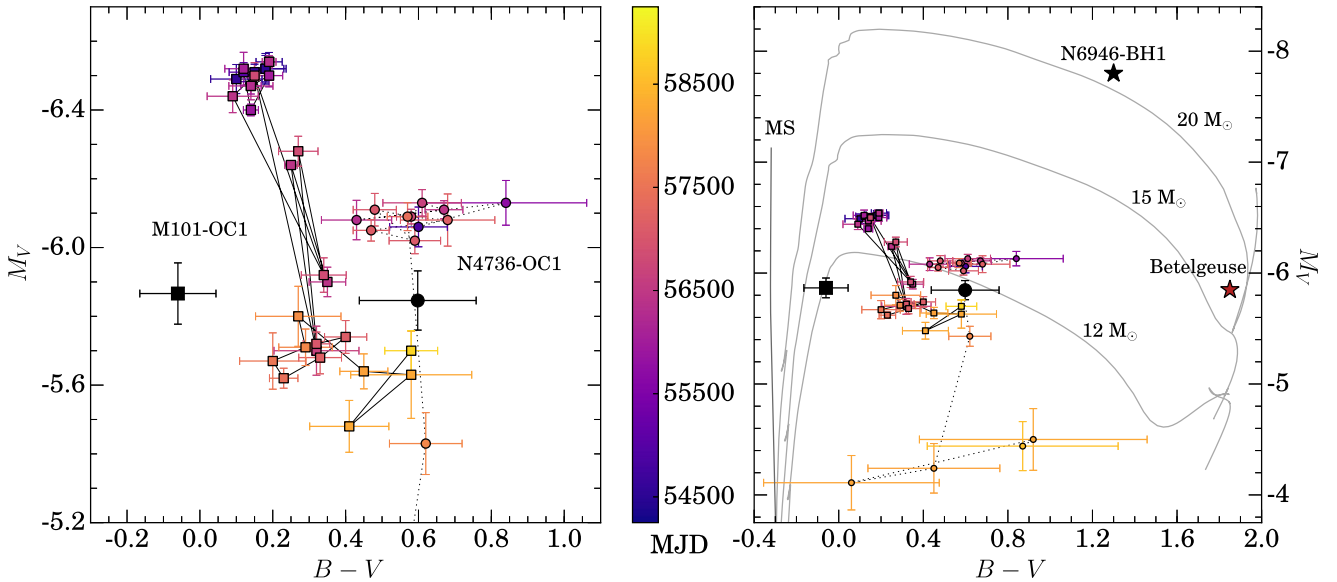 -6.4
-6.0
-5.6
-5.2
M_V
M101-OC1
N4736-OC1
-0.2 0.0 0.2 0.4 0.6 0.8 1.0
B − V
58500
57500
56500
55500
54500
MJD
N6946-BH1
20 M☉
MS
15 M☉
Betelgeuse
12 M☉
-8
-7
-6
-5
-4
M_V
-0.4 0.0 0.4 0.8 1.2 1.6 2.0
B − V